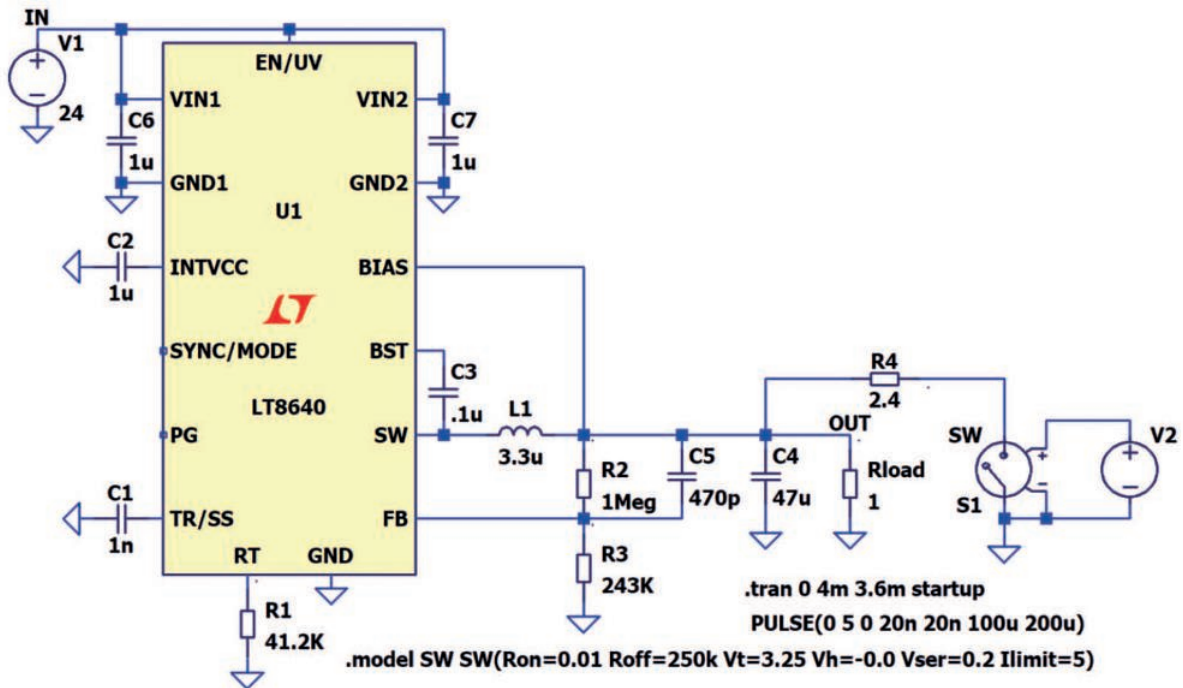 IN
V1
24
EN/UV
VIN1
VIN2
C6
1u
C7
1u
GND1
GND2
U1
C2
1u
INTVCC
BIAS
SYNC/MODE
BST
C3
.1u
LT8640
L1
3.3u
PG
SW
R4
2.4
OUT
SW
S1
V2
R2
1Meg
C5
470p
C4
47u
Rload
1
C1
1n
TR/SS
FB
RT
GND
R3
243K
R1
41.2K
.tran 0 4m 3.6m startup
PULSE(0 5 0 20n 20n 100u 200u)
.model SW SW(Ron=0.01 Roff=250k Vt=3.25 Vh=-0.0 Vser=0.2 Ilimit=5)